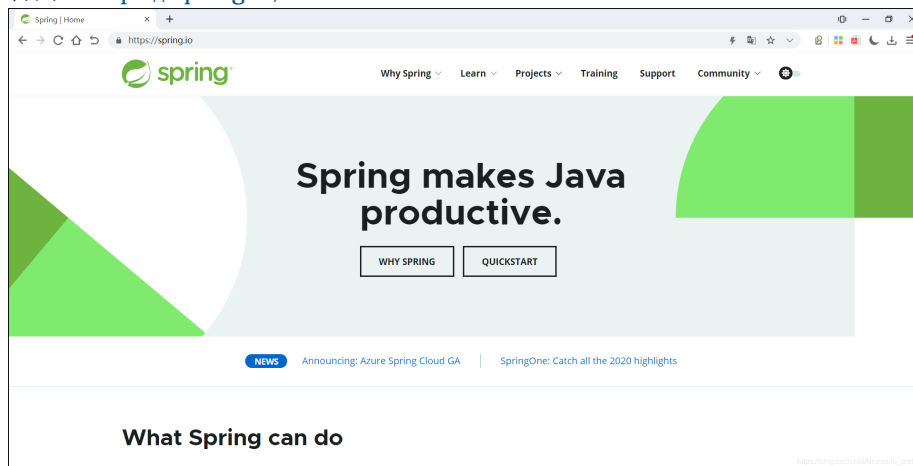 Spring | Home
https://spring.io
spring
Why Spring Learn Projects Training Support Community
Spring makes Java
productive.
WHY SPRING QUICKSTART
NEWS Announcing: Azure Spring Cloud GA SpringOne: Catch all the 2020 highlights
What Spring can do